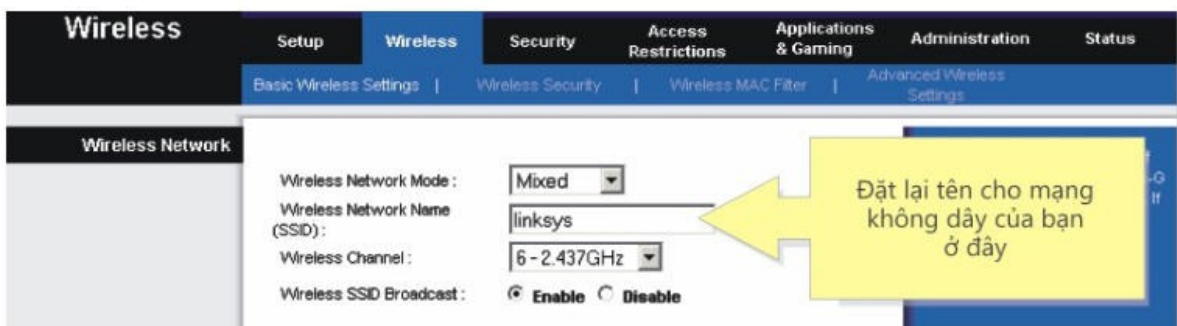 Wireless
Setup
Wireless
Security
Access
Restrictions
Applications
& Gaming
Administration
Status
Basic Wireless Settings |
Wireless Security |
Wireless MAC Filter |
Advanced Wireless
Settings
Wireless Network
Wireless Network Mode :
Mixed
Wireless Network Name
(SSID) :
linksys
Wireless Channel :
6 - 2.437GHz
Wireless SSID Broadcast :
Enable
Disable
Đặt lại tên cho mạng
không dây của bạn
ở đây
-G
If